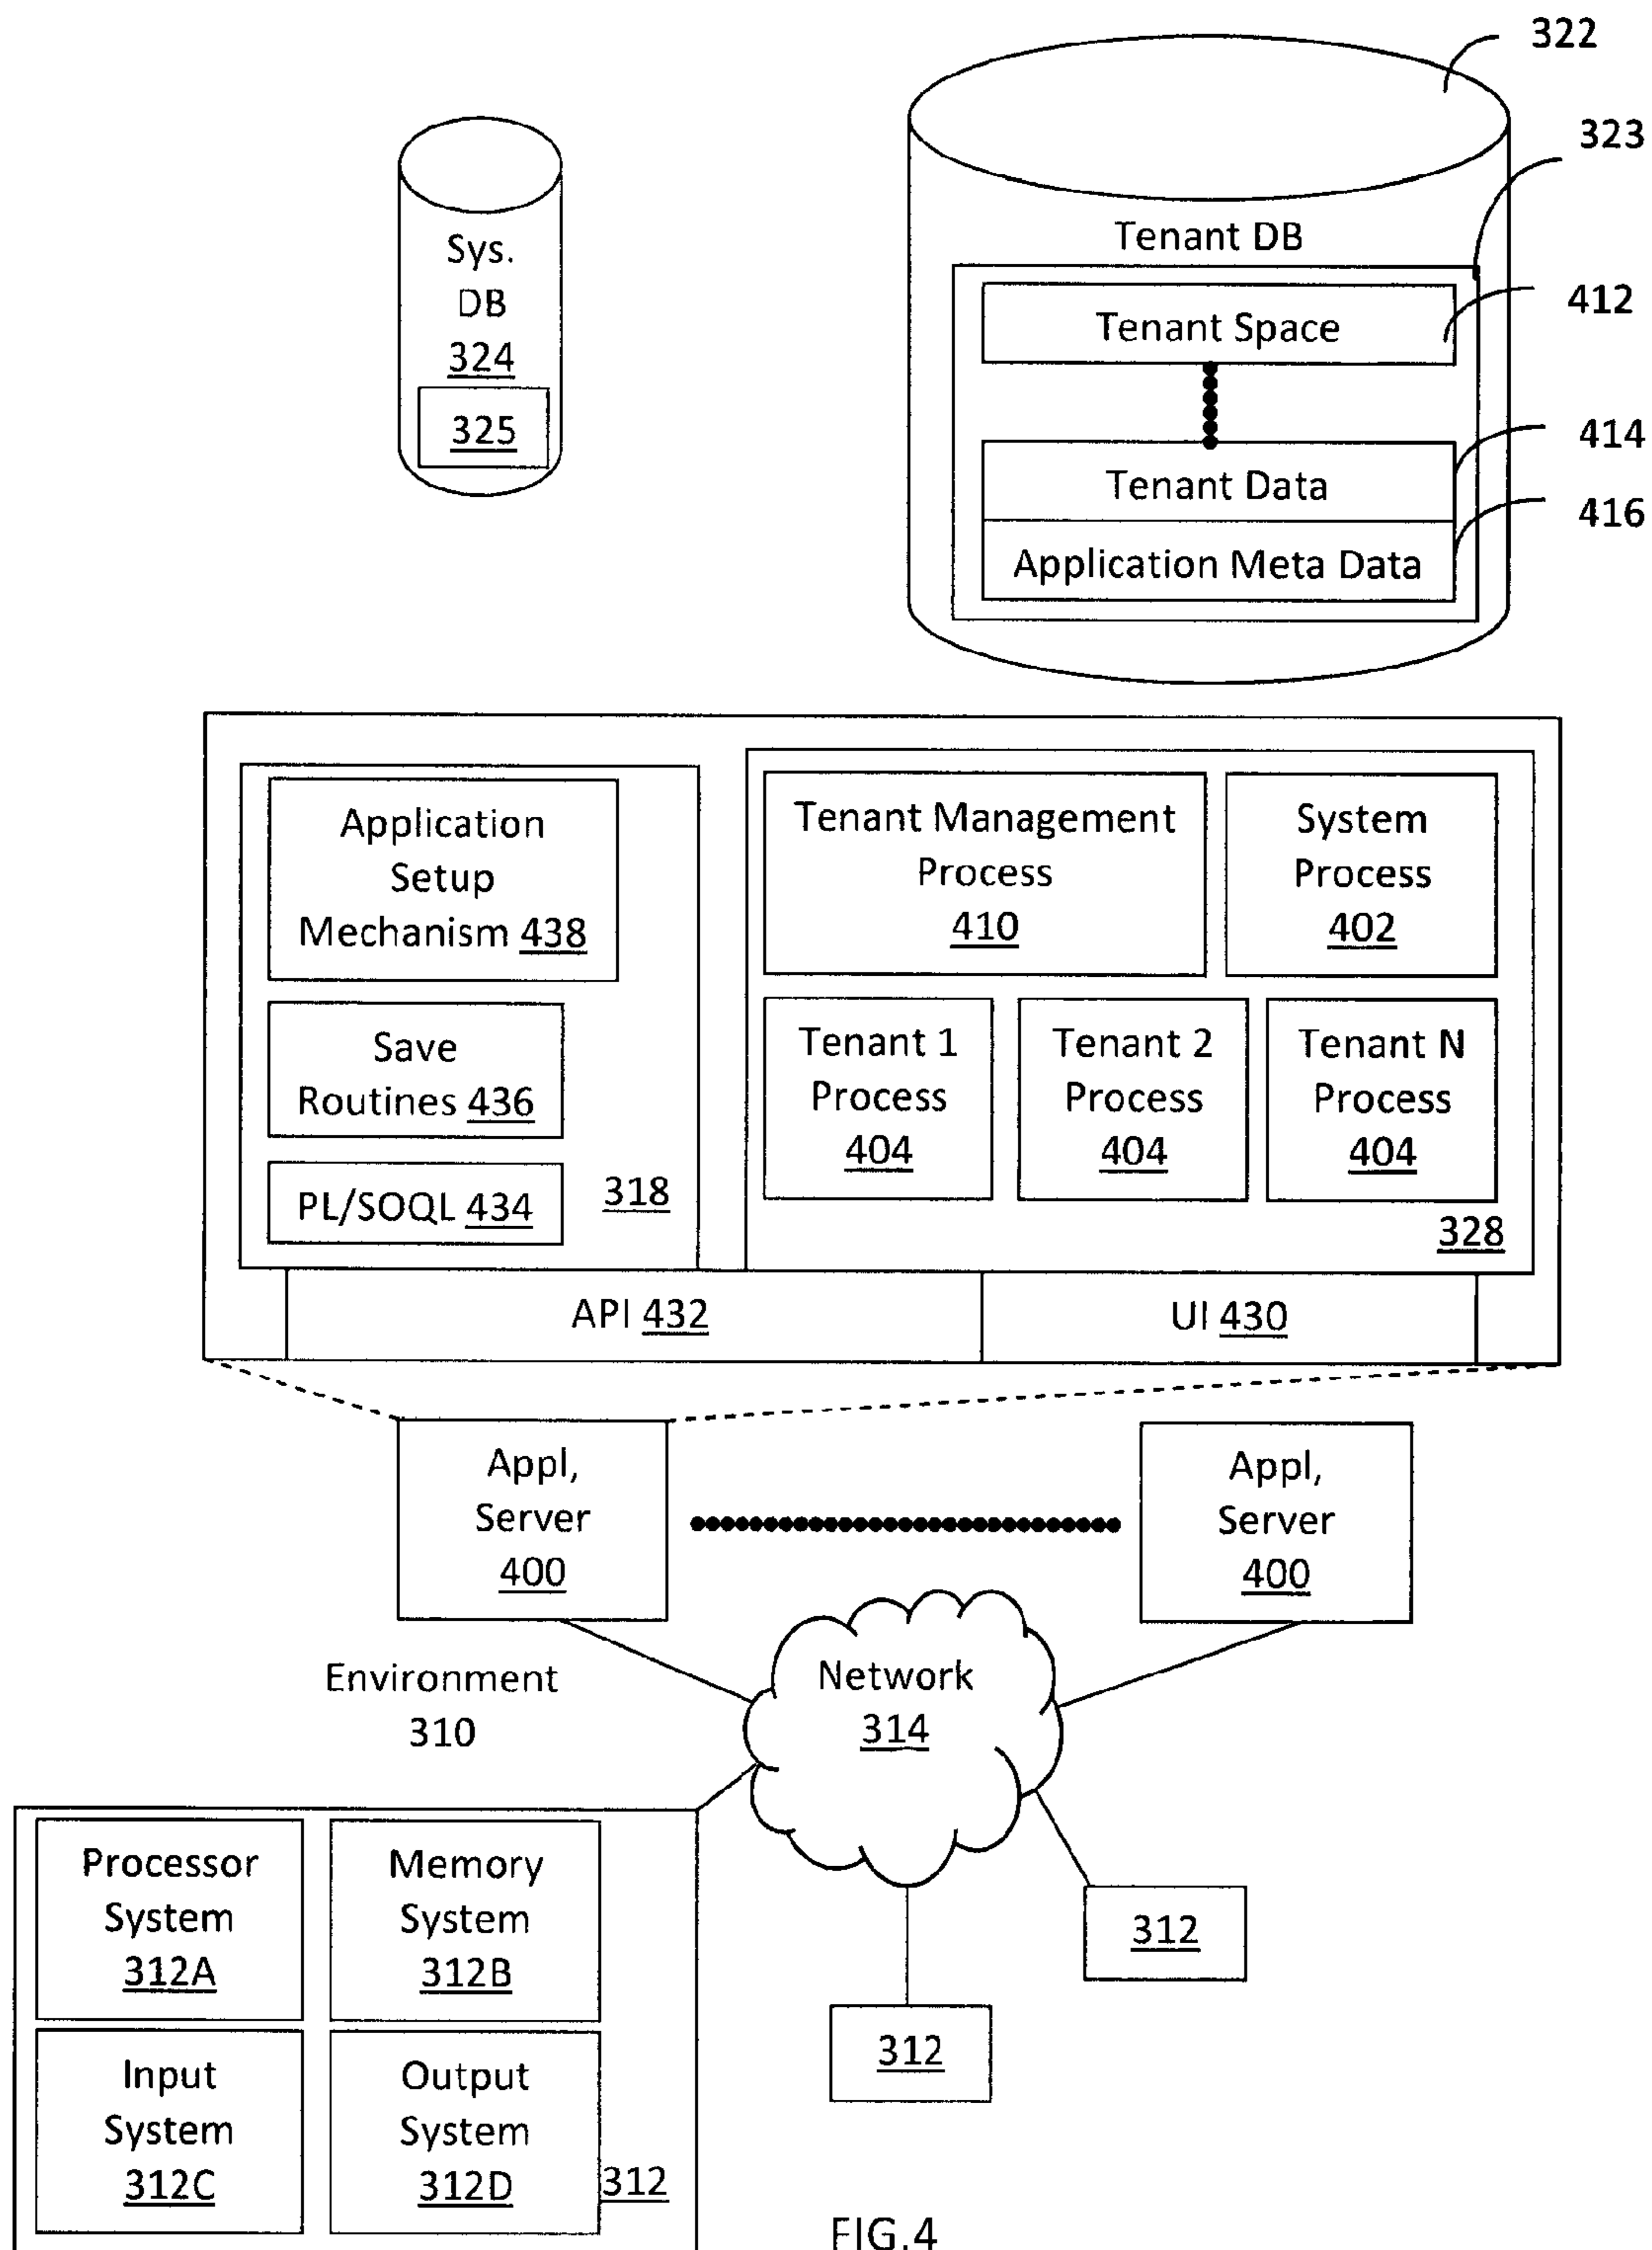 322
323
Tenant DB
Sys.
DB
324
325
Tenant Space
412
414
Tenant Data
416
Application Meta Data
Application
Setup
Mechanism 438
Tenant Management
Process
410
System
Process
402
Save
Routines 436
Tenant 1
Process
404
Tenant 2
Process
404
Tenant N
Process
404
PL/SOQL 434
318
328
API 432
UI 430
Appl,
Server
400
Appl,
Server
400
Environment
310
Network
314
Processor
System
312A
Memory
System
312B
312
312
Input
System
312C
Output
System
312D
312
FIG.4